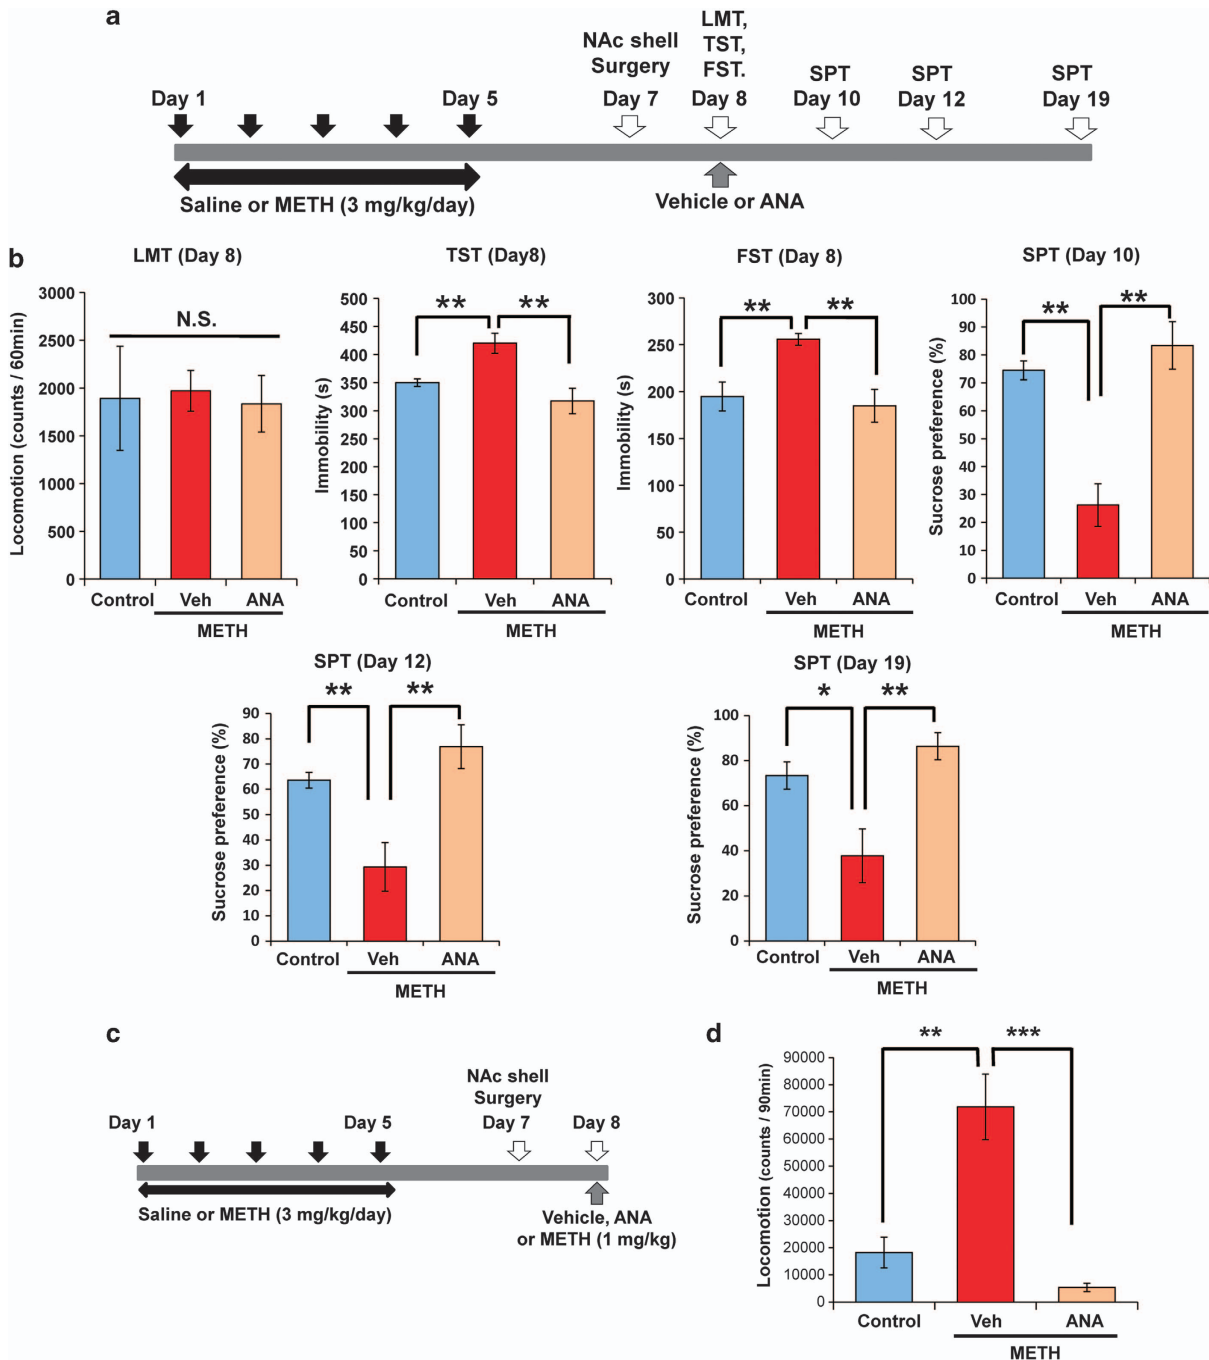 a
NAc shell
Surgery
Day 7
LMT,
TST,
FST.
Day 8
SPT
Day 10
SPT
Day 12
SPT
Day 19
Day 1
Day 5
Saline or METH (3 mg/kg/day)
Vehicle or ANA
b
LMT (Day 8)
Locomotion (counts / 60min)
3000
2500
2000
1500
1000
500
0
N.S.
Control
Veh
ANA
METH
TST (Day8)
Immobility (s)
500
450
400
350
300
250
200
150
100
50
0
**
**
Control
Veh
ANA
METH
FST (Day 8)
Immobility (s)
300
250
200
150
100
50
0
**
**
Control
Veh
ANA
METH
SPT (Day 10)
Sucrose preference (%)
100
90
80
70
60
50
40
30
20
10
0
**
**
Control
Veh
ANA
METH
SPT (Day 12)
Sucrose preference (%)
90
80
70
60
50
40
30
20
10
0
**
**
Control
Veh
ANA
METH
SPT (Day 19)
Sucrose preference (%)
100
80
60
40
20
0
*
**
Control
Veh
ANA
METH
c
NAc shell
Surgery
Day 1
Day 5
Day 7
Day 8
Saline or METH (3 mg/kg/day)
Vehicle, ANA
or METH (1 mg/kg)
d
Locomotion (counts / 90min)
90000
80000
70000
60000
50000
40000
30000
20000
10000
0
**
***
Control
Veh
ANA
METH